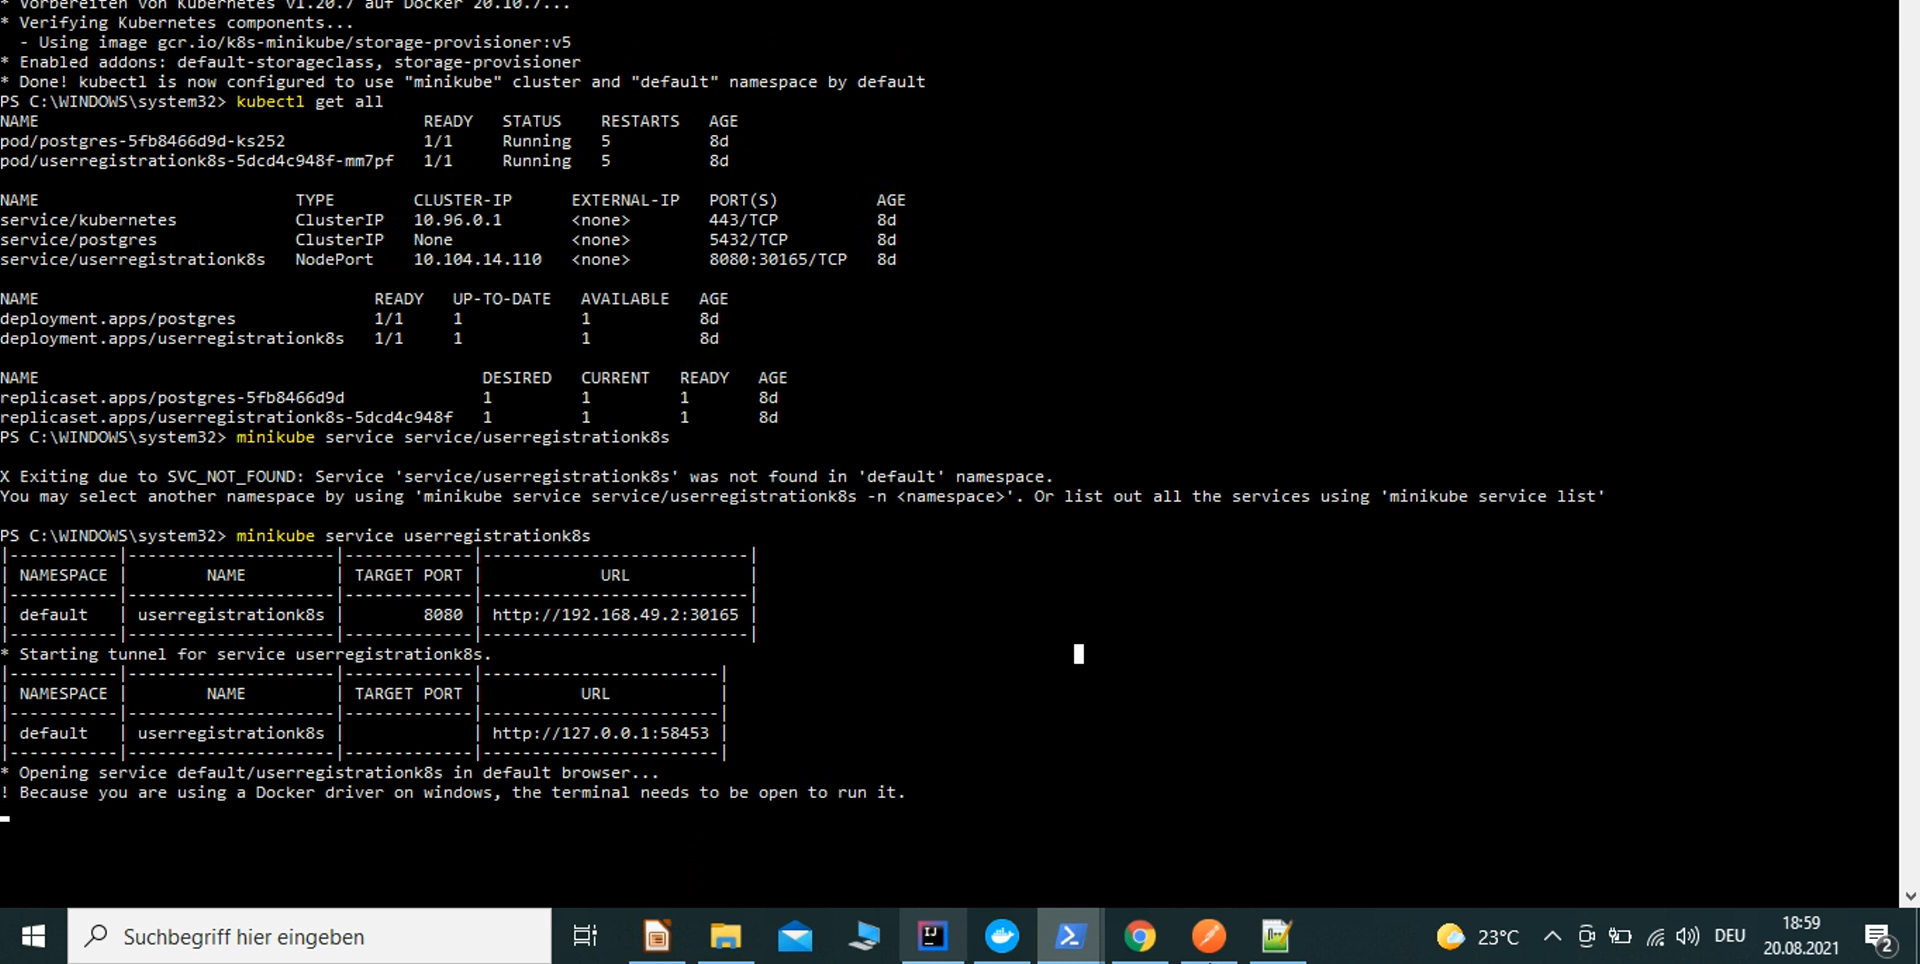 * Vorbereiten von Kubernetes v1.20.7 auf Docker 20.10.7...
* Verifying Kubernetes components...
  - Using image gcr.io/k8s-minikube/storage-provisioner:v5
* Enabled addons: default-storageclass, storage-provisioner
* Done! kubectl is now configured to use "minikube" cluster and "default" namespace by default
PS C:\WINDOWS\system32> kubectl get all
NAME READY STATUS RESTARTS AGE
pod/postgres-5fb8466d9d-ks252 1/1 Running 5 8d
pod/userregistrationk8s-5dcd4c948f-mm7pf 1/1 Running 5 8d
NAME TYPE CLUSTER-IP EXTERNAL-IP PORT(S) AGE
service/kubernetes ClusterIP 10.96.0.1 <none> 443/TCP 8d
service/postgres ClusterIP None <none> 5432/TCP 8d
service/userregistrationk8s NodePort 10.104.14.110 <none> 8080:30165/TCP 8d
NAME READY UP-TO-DATE AVAILABLE AGE
deployment.apps/postgres 1/1 1 1 8d
deployment.apps/userregistrationk8s 1/1 1 1 8d
NAME DESIRED CURRENT READY AGE
replicaset.apps/postgres-5fb8466d9d 1 1 1 8d
replicaset.apps/userregistrationk8s-5dcd4c948f 1 1 1 8d
PS C:\WINDOWS\system32> minikube service service/userregistrationk8s
X Exiting due to SVC_NOT_FOUND: Service 'service/userregistrationk8s' was not found in 'default' namespace.
You may select another namespace by using 'minikube service service/userregistrationk8s -n <namespace>'. Or list out all the services using 'minikube service list'
PS C:\WINDOWS\system32> minikube service userregistrationk8s
|-----------|---------------------|-------------|---------------------------|
| NAMESPACE | NAME | TARGET PORT | URL |
|-----------|---------------------|-------------|---------------------------|
| default | userregistrationk8s | 8080 | http://192.168.49.2:30165 |
|-----------|---------------------|-------------|---------------------------|
* Starting tunnel for service userregistrationk8s.
|-----------|---------------------|-------------|------------------------|
| NAMESPACE | NAME | TARGET PORT | URL |
|-----------|---------------------|-------------|------------------------|
| default | userregistrationk8s | | http://127.0.0.1:58453 |
|-----------|---------------------|-------------|------------------------|
* Opening service default/userregistrationk8s in default browser...
! Because you are using a Docker driver on windows, the terminal needs to be open to run it.
Suchbegriff hier eingeben
IJ
23°C
DEU
18:59
20.08.2021
2